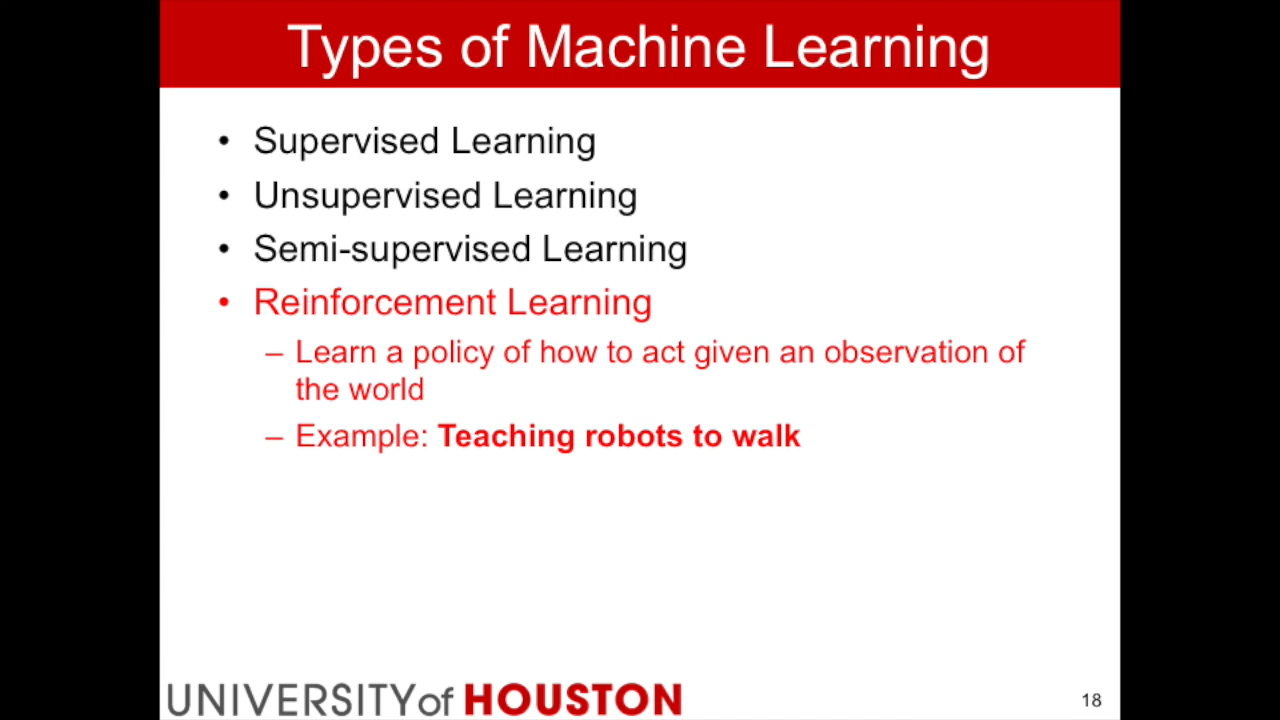 Types of Machine Learning
• Supervised Learning
• Unsupervised Learning
• Semi-supervised Learning
• Reinforcement Learning
– Learn a policy of how to act given an observation of
the world
– Example: Teaching robots to walk
UNIVERSITY of HOUSTON
18